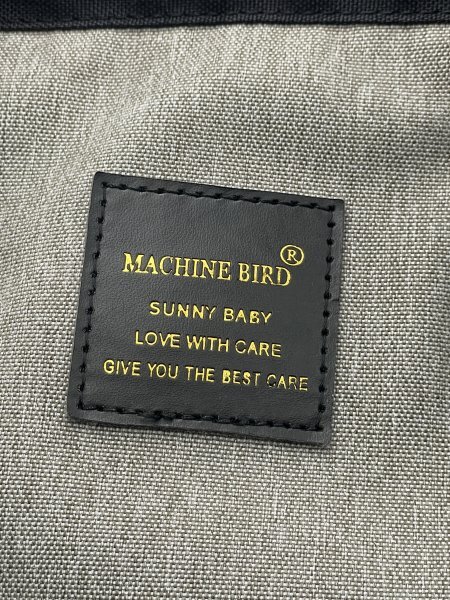 MACHINE BIRD®
SUNNY BABY
LOVE WITH CARE
GIVE YOU THE BEST CARE